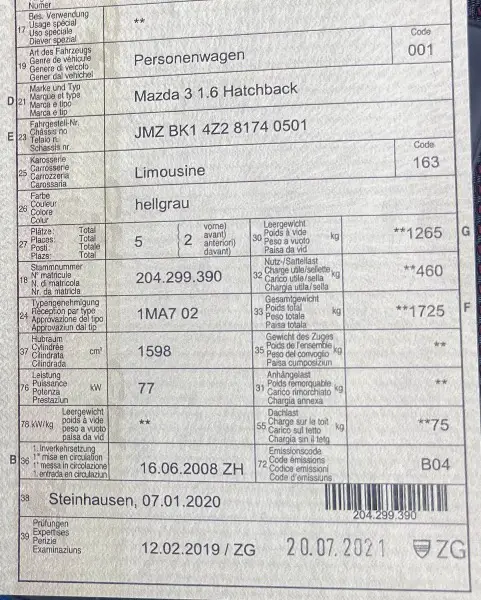 Numer
17 Bes. Verwendung
Usage spécial
Uso speciale
Diever spezial
**
19 Art des Fahrzeugs
Genre de véhicule
Genere di veicolo
Gener dal vehichel
Personenwagen
Code
001
D 21 Marke und Typ
Marque et type
Marca e tipo
Marca e tip
Mazda 3 1.6 Hatchback
E 23 Fahrgestell-Nr.
Châssis no
Telaio n.
Schassis nr.
JMZ BK1 4Z2 8174 0501
25 Karosserie
Carrosserie
Carrozzeria
Carossaria
Limousine
Code
163
26 Farbe
Couleur
Colore
Colur
hellgrau
27 Plätze: Total
Places: Total
Posti: Totale
Plazs: Total
5
2
vorne)
avant)
anteriori)
davant)
30 Leergewicht
Poids à vide
Peso a vuoto
Paisa da vid
kg
**1265
G
18 Stammnummer
N° matricule
N. di matricola
Nr. da matricla
204.299.390
32 Nutz-/Sattellast
Charge utile/sellette
Carico utile/sella
Chargia utila/sella
kg
**460
24 Typengenehmigung
Réception par type
Approvazione del tipo
Approvaziun dal tip
1MA7 02
33 Gesamtgewicht
Poids total
Peso totale
Paisa totala
kg
**1725
F
37 Hubraum
Cylindrée
Cilindrata
Cilindrada
cm³
1598
35 Gewicht des Zuges
Poids de l'ensemble
Peso del convoglio
Paisa cumposiziun
kg
**
76 Leistung
Puissance
Potenza
Prestaziun
kW
77
31 Anhängelast
Poids remorquable
Carico rimorchiato
Chargia annexa
kg
**
78 kW/kg
Leergewicht
poids à vide
peso a vuoto
paisa da vid
**
55 Dachlast
Charge sur le toit
Carico sul tetto
Chargia sin il tetg
kg
**75
B 36 1. Inverkehrsetzung
1re mise en circulation
1a messa in circolazione
1. entrada en circulaziun
16.06.2008 ZH
72 Emissionscode
Code émissions
Codice emissioni
Code d'emissiuns
B04
38
Steinhausen, 07.01.2020
204.299.390
39 Prüfungen
Expertises
Perizie
Examinaziuns
12.02.2019 / ZG
20.07.2021
ZG